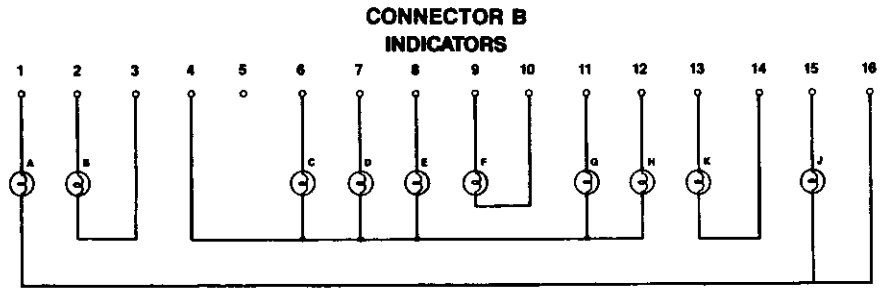 CONNECTOR B
INDICATORS
1 2 3 4 5 6 7 8 9 10 11 12 13 14 15 16
A B C D E F G H K J